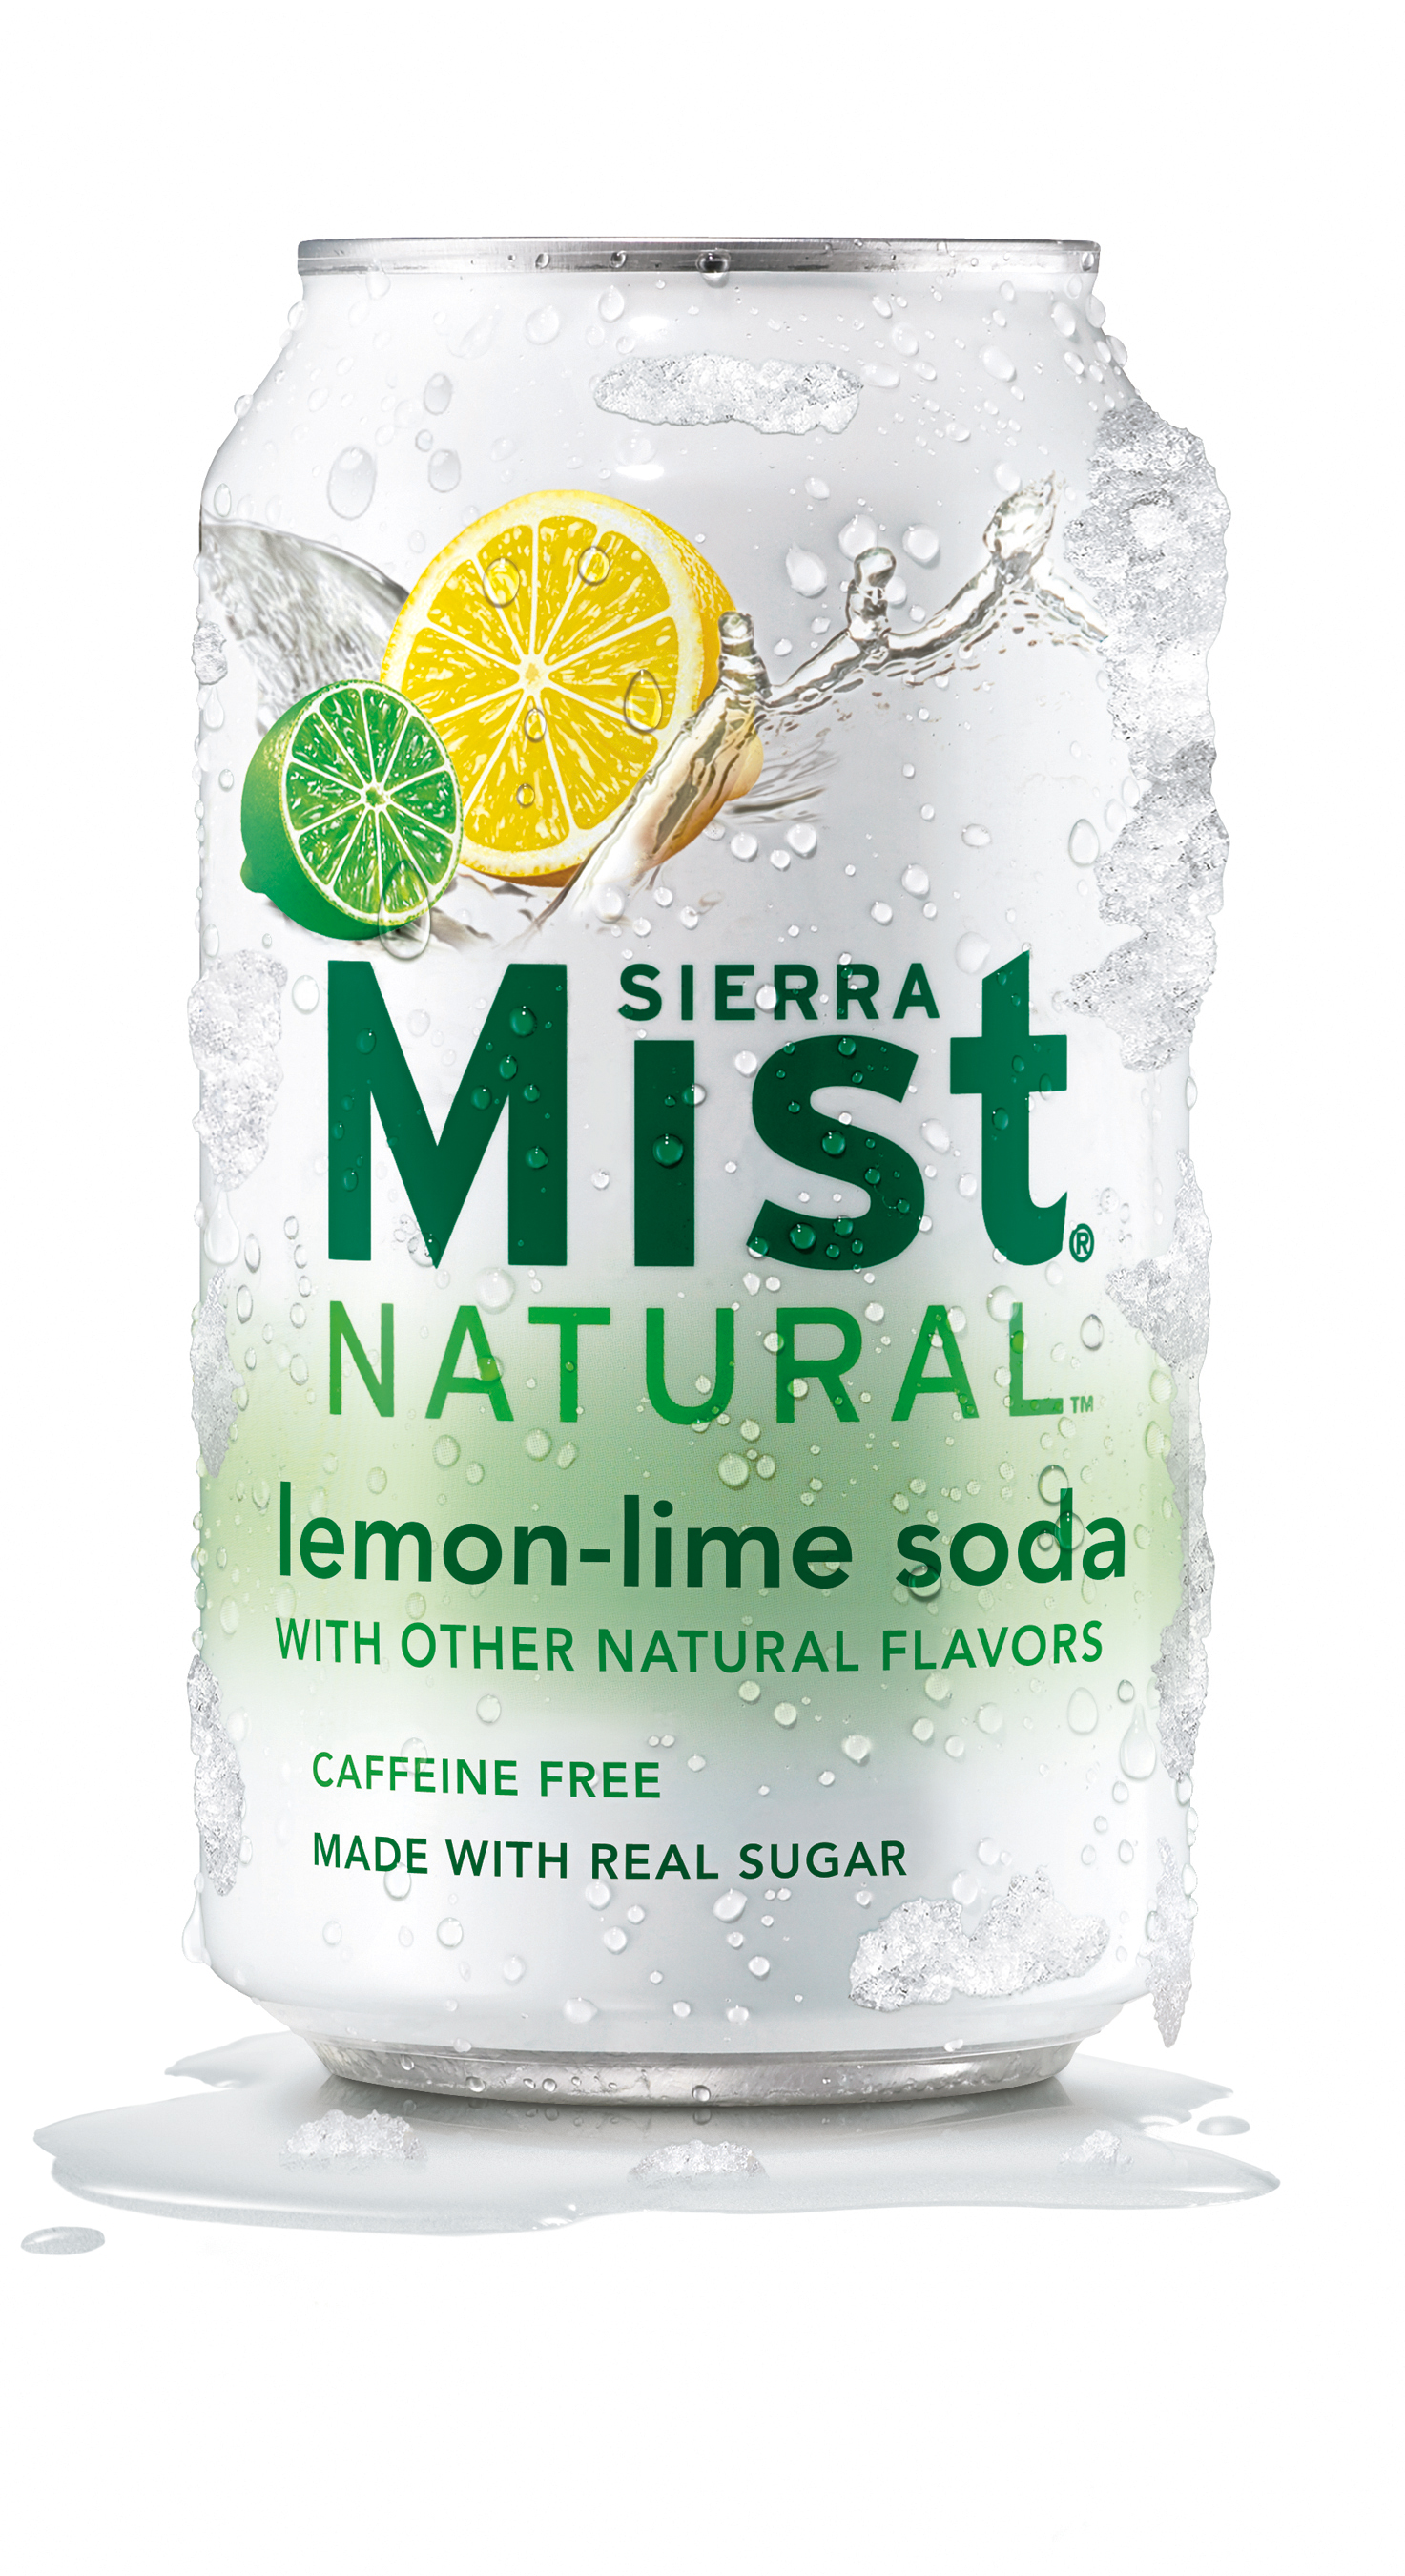 SIERRA
Mist®
NATURAL™
lemon-lime soda
WITH OTHER NATURAL FLAVORS
CAFFEINE FREE
MADE WITH REAL SUGAR